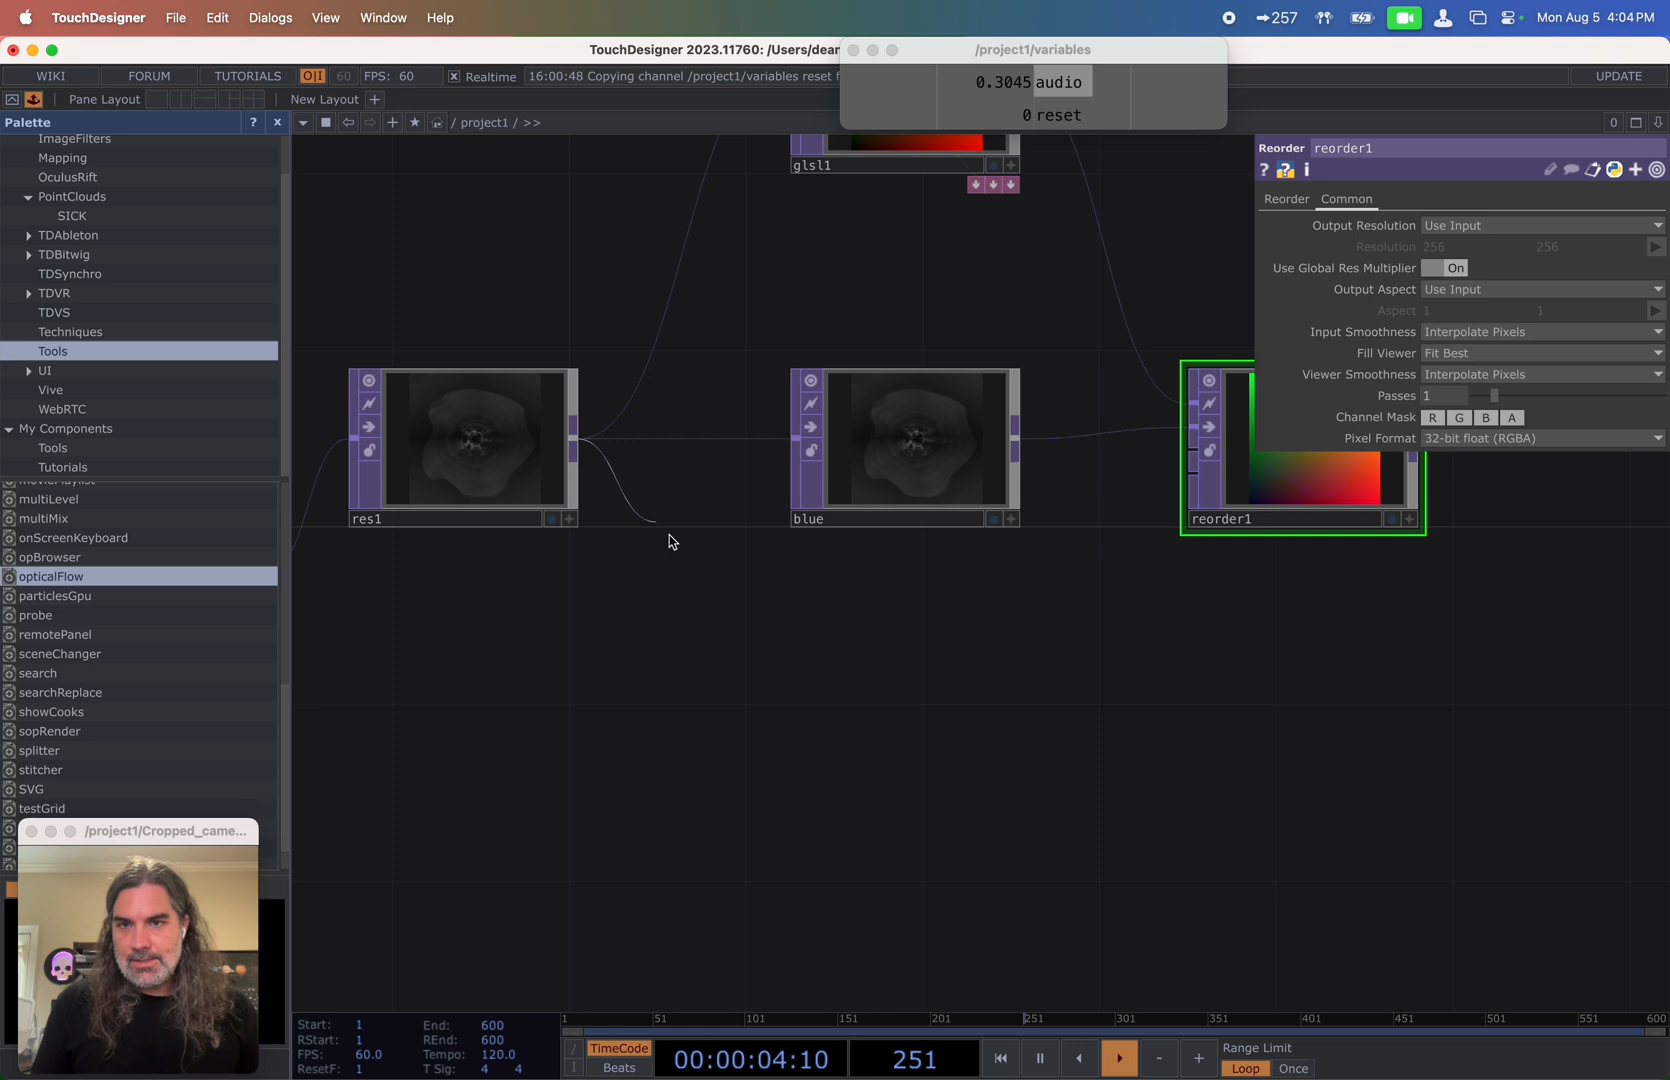 TouchDesigner File Edit Dialogs View Window Help
→257
Mon Aug 5 4:04 PM
TouchDesigner 2023.11760: /Users/dear
/project1/variables
WIKI FORUM TUTORIALS O|I 60 FPS: 60 x Realtime 16:00:48 Copying channel /project1/variables reset f
UPDATE
0.3045 audio
0 reset
Pane Layout New Layout +
Palette ? x
/ project1 / >>
0
ImageFilters
Mapping
OculusRift
PointClouds
SICK
TDAbleton
TDBitwig
TDSynchro
TDVR
TDVS
Techniques
Tools
UI
Vive
WebRTC
My Components
Tools
Tutorials
moviePlaylist
multiLevel
multiMix
onScreenKeyboard
opBrowser
opticalFlow
particlesGpu
probe
remotePanel
sceneChanger
search
searchReplace
showCooks
sopRender
splitter
stitcher
SVG
testGrid
/project1/Cropped_came...
glsl1
res1
blue
reorder1
Reorder reorder1
? ? i
Reorder Common
Output Resolution Use Input
Resolution 256 256
Use Global Res Multiplier On
Output Aspect Use Input
Aspect 1 1
Input Smoothness Interpolate Pixels
Fill Viewer Fit Best
Viewer Smoothness Interpolate Pixels
Passes 1
Channel Mask R G B A
Pixel Format 32-bit float (RGBA)
1 51 101 151 201 251 301 351 401 451 501 551 600
Start: 1 End: 600
RStart: 1 REnd: 600
FPS: 60.0 Tempo: 120.0
ResetF: 1 T Sig: 4 4
/ TimeCode
I Beats
00:00:04:10 251
- +
Range Limit
Loop Once